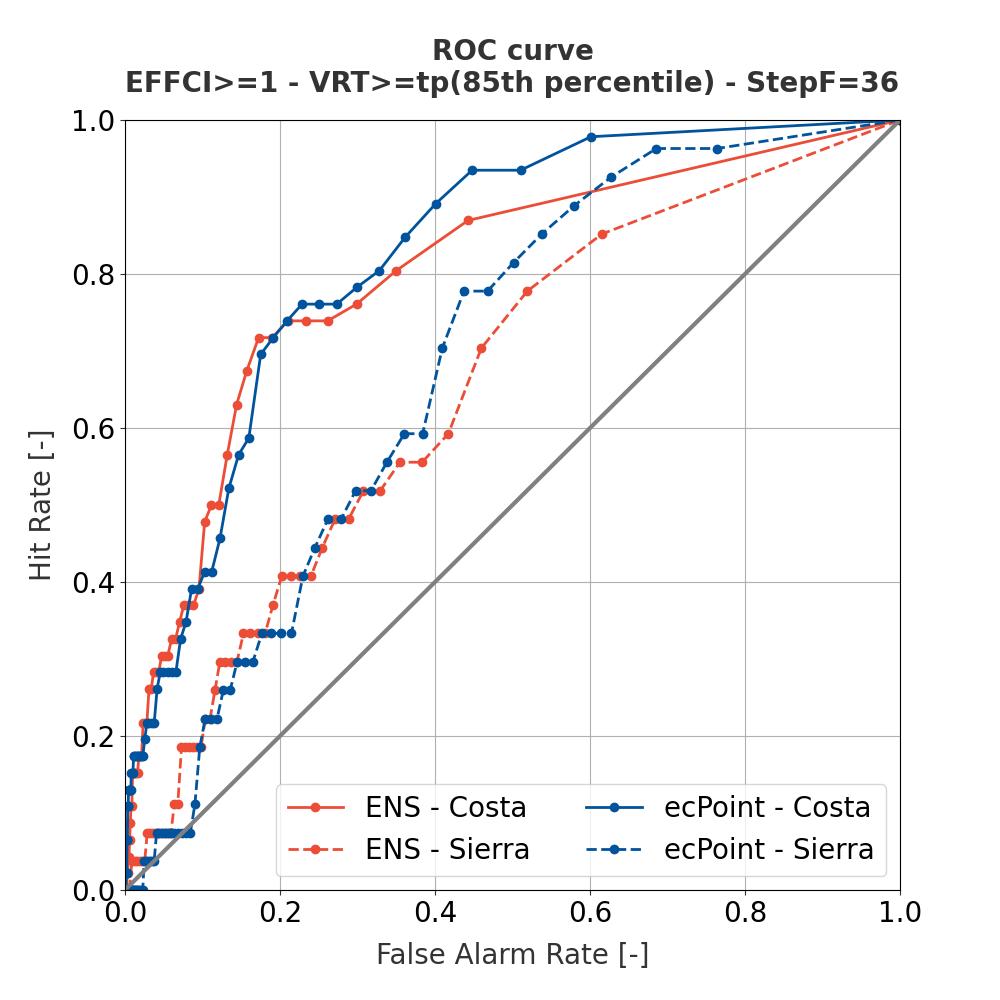 ROC curve
EFFCI>=1 - VRT>=tp(85th percentile) - StepF=36
1.0
0.8
0.6
0.4
0.2
0.0
Hit Rate [-]
ENS - Costa
ENS - Sierra
ecPoint - Costa
ecPoint - Sierra
0.0 0.2 0.4 0.6 0.8 1.0
False Alarm Rate [-]